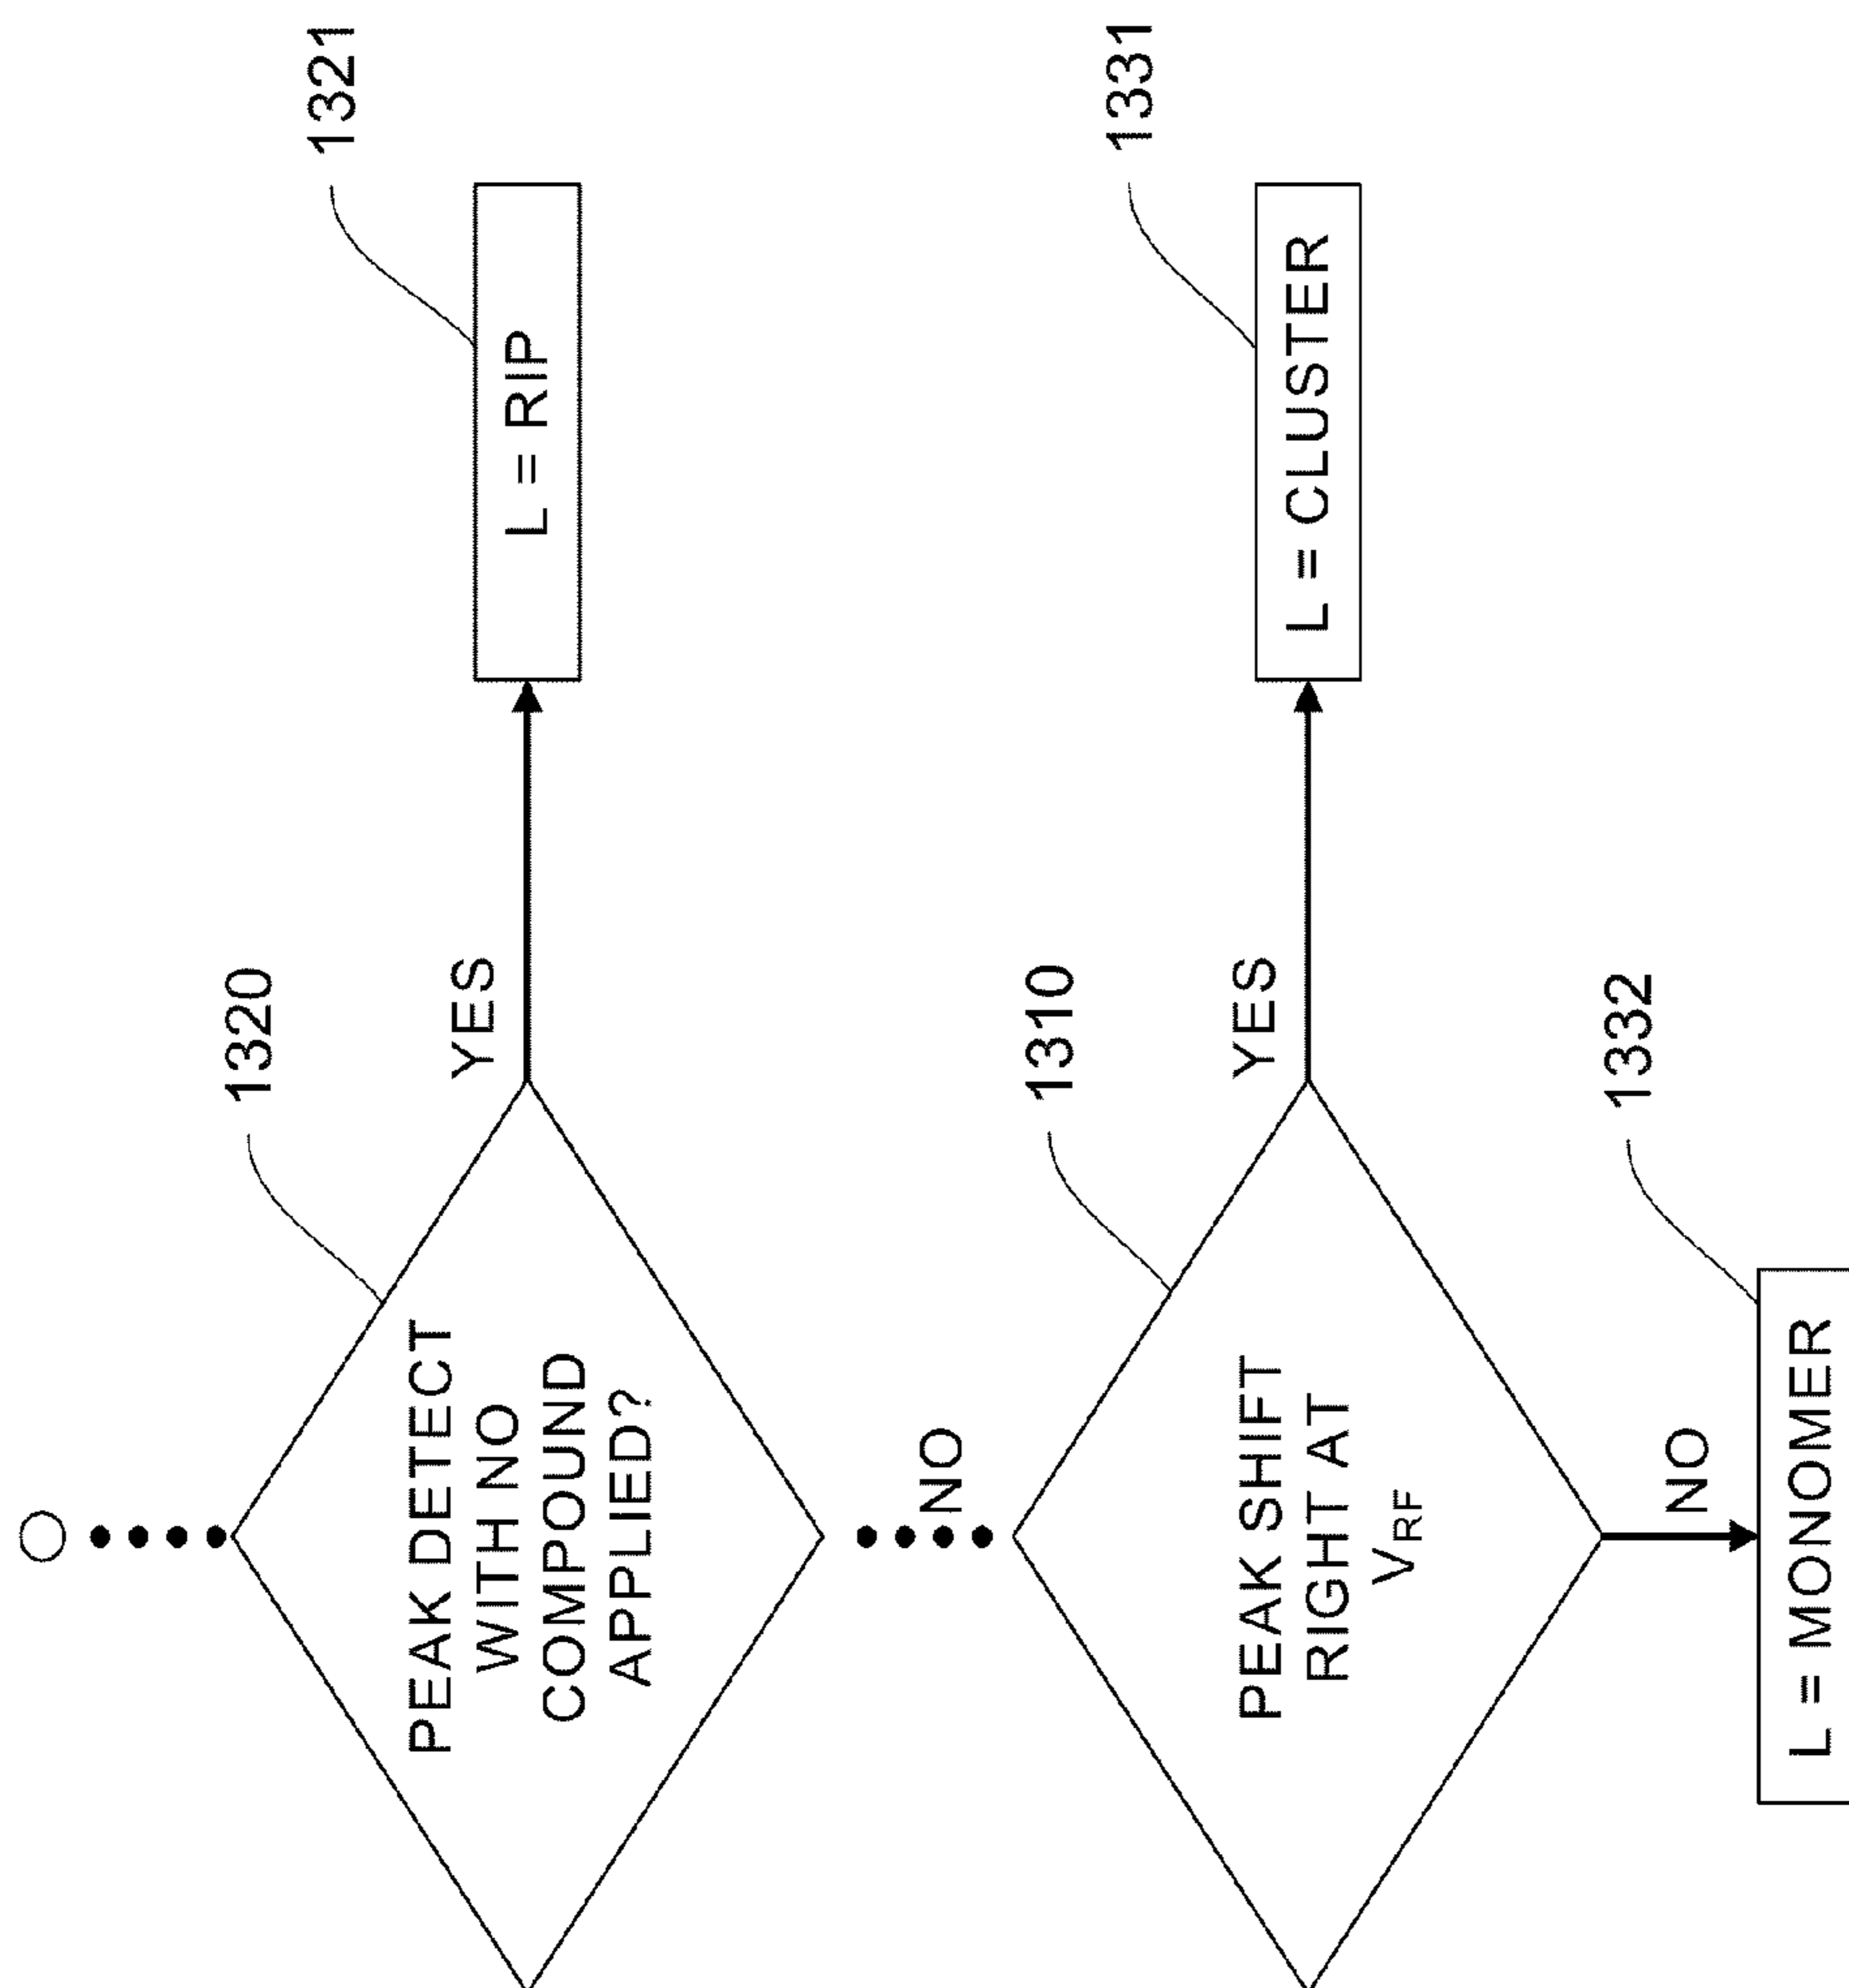 1320
PEAK DETECT
WITH NO
COMPOUND
APPLIED?
YES
1321
L = RIP
NO
1310
PEAK SHIFT
RIGHT AT
VRF
YES
1331
L = CLUSTER
NO
1332
L = MONOMER